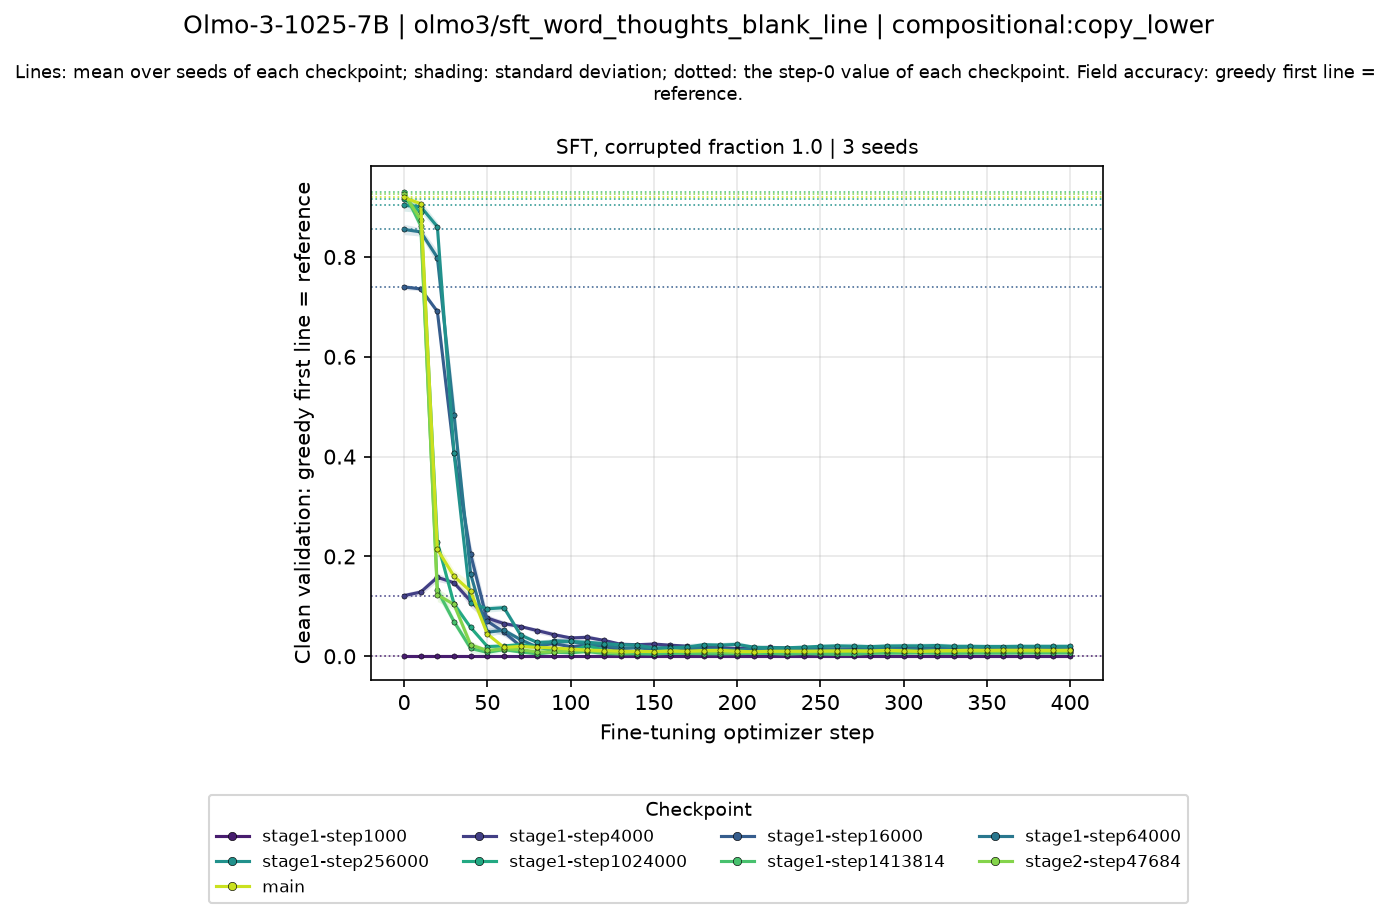 Olmo-3-1025-7B | olmo3/sft_word_thoughts_blank_line | compositional:copy_lower
Lines: mean over seeds of each checkpoint; shading: standard deviation; dotted: the step-0 value of each checkpoint. Field accuracy: greedy first line =
reference.
SFT, corrupted fraction 1.0 | 3 seeds
Clean validation: greedy first line = reference
0.8
0.6
0.4
0.2
0.0
0 50 100 150 200 250 300 350 400
Fine-tuning optimizer step
Checkpoint
stage1-step1000 stage1-step4000 stage1-step16000 stage1-step64000
stage1-step256000 stage1-step1024000 stage1-step1413814 stage2-step47684
main